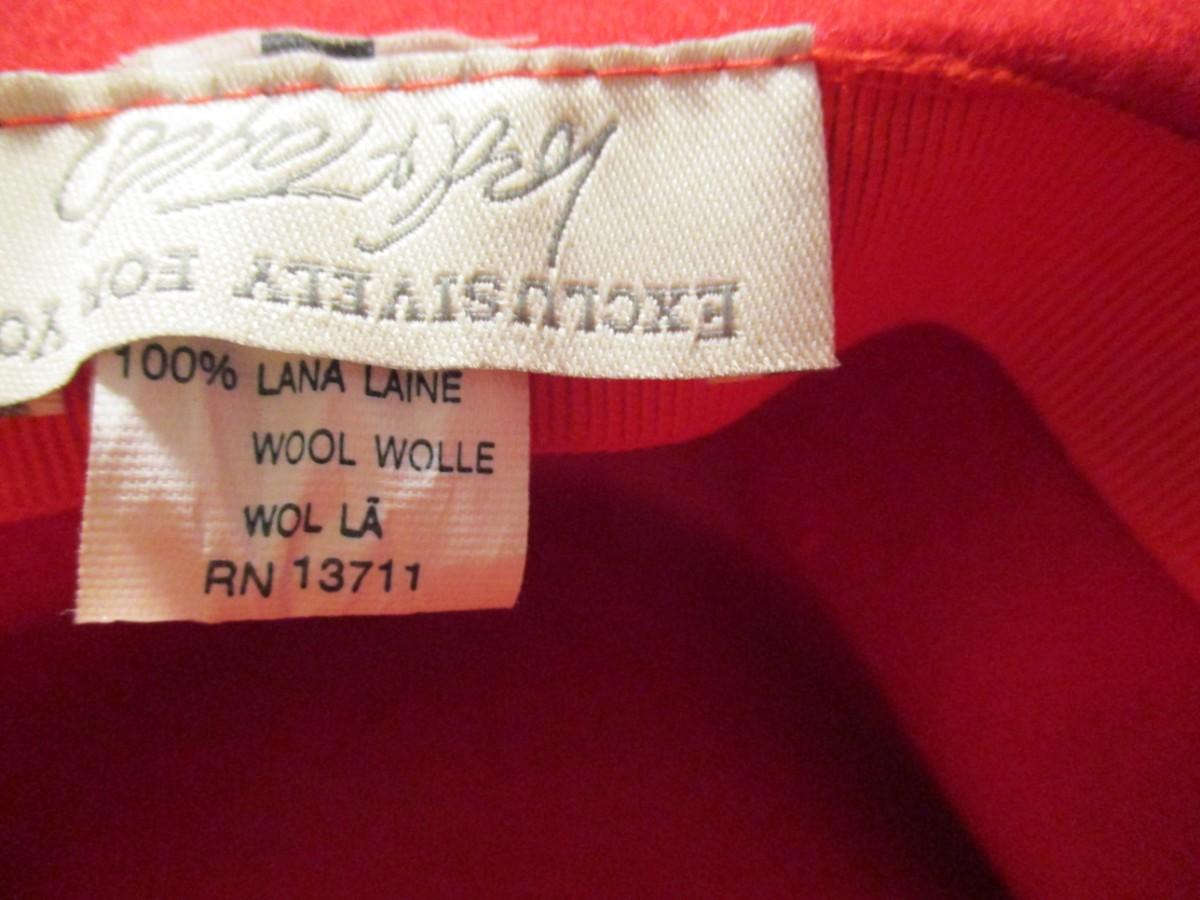 EXCLUSIVELY FOR
100% LANA LAINE
WOOL WOLLE
WOL LÃ
RN 13711